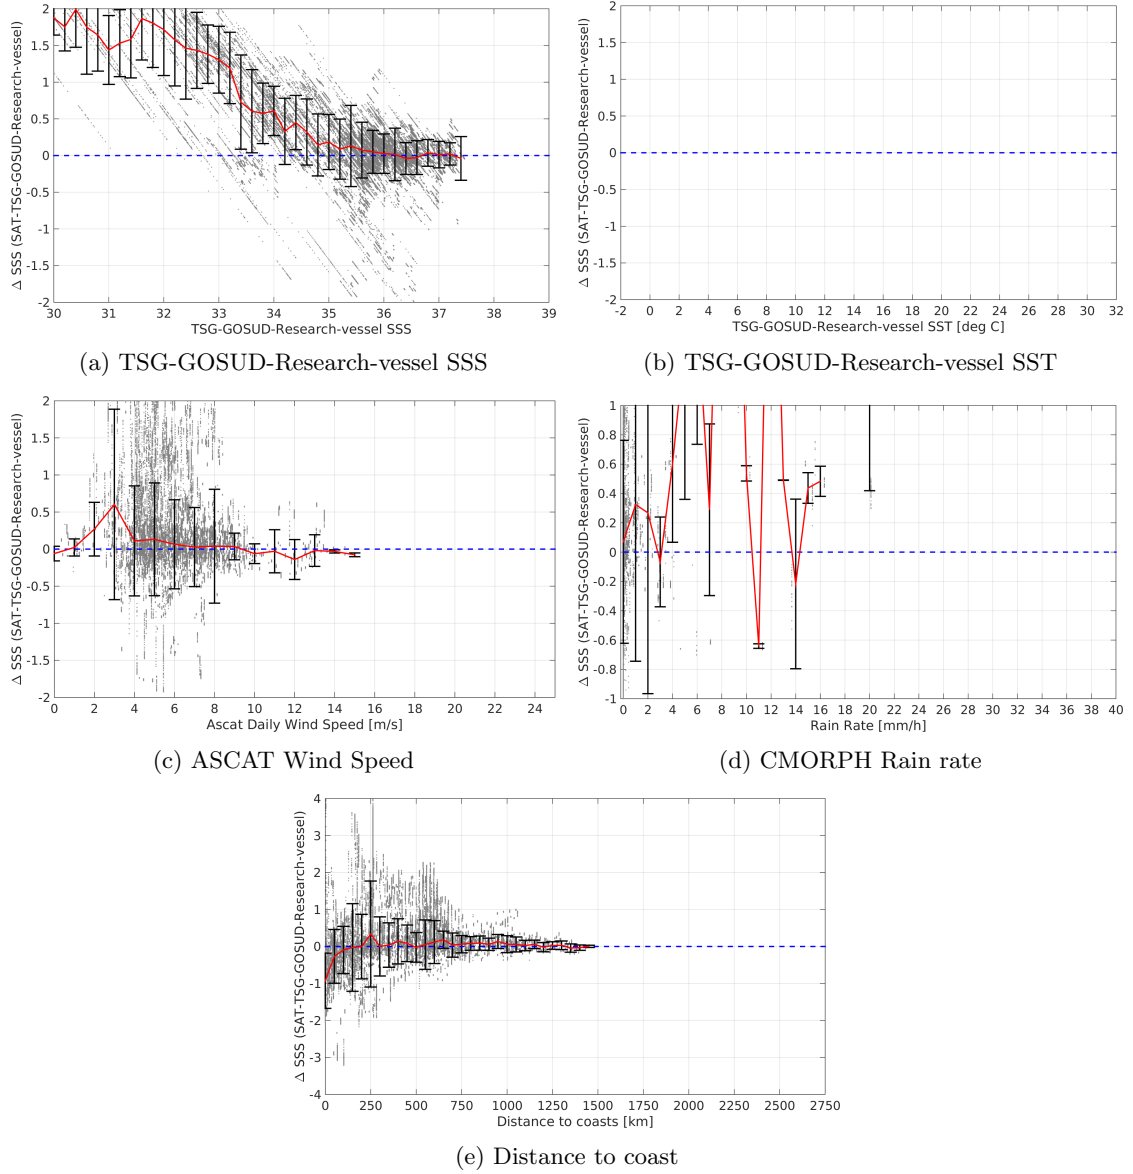 2
1.5
1
0.5
0
-0.5
-1
-1.5
-2
Δ SSS (SAT-TSG-GOSUD-Research-vessel)
30 31 32 33 34 35 36 37 38 39
TSG-GOSUD-Research-vessel SSS
(a) TSG-GOSUD-Research-vessel SSS
2
1.5
1
0.5
0
-0.5
-1
-1.5
-2
Δ SSS (SAT-TSG-GOSUD-Research-vessel)
-2 0 2 4 6 8 10 12 14 16 18 20 22 24 26 28 30 32
TSG-GOSUD-Research-vessel SST [deg C]
(b) TSG-GOSUD-Research-vessel SST
2
1.5
1
0.5
0
-0.5
-1
-1.5
-2
Δ SSS (SAT-TSG-GOSUD-Research-vessel)
0 2 4 6 8 10 12 14 16 18 20 22 24
Ascat Daily Wind Speed [m/s]
(c) ASCAT Wind Speed
1
0.8
0.6
0.4
0.2
0
-0.2
-0.4
-0.6
-0.8
-1
Δ SSS (SAT-TSG-GOSUD-Research-vessel)
0 2 4 6 8 10 12 14 16 18 20 22 24 26 28 30 32 34 36 38 40
Rain Rate [mm/h]
(d) CMORPH Rain rate
4
3
2
1
0
-1
-2
-3
-4
Δ SSS (SAT-TSG-GOSUD-Research-vessel)
0 250 500 750 1000 1250 1500 1750 2000 2250 2500 2750
Distance to coasts [km]
(e) Distance to coast